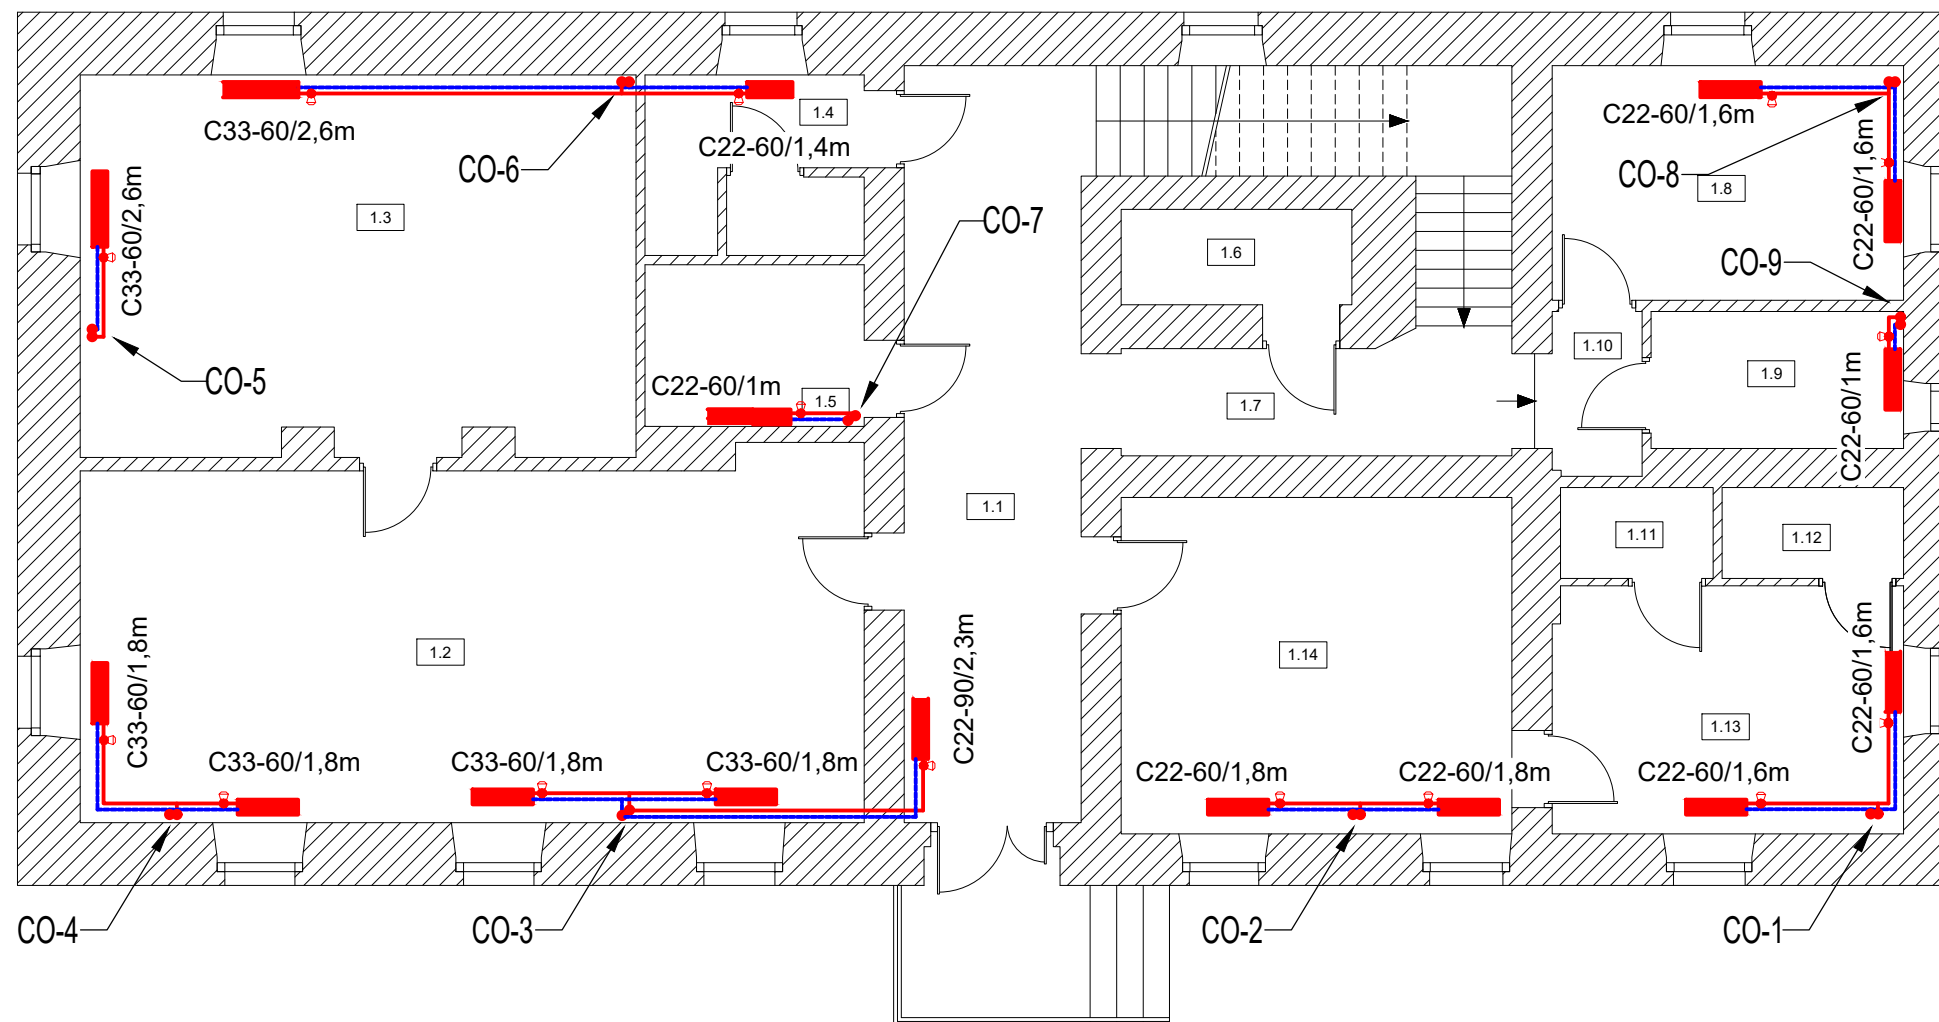 C33-60/2,6m
CO-6
C22-60/1,4m
1.4
C22-60/1,6m
CO-8
C22-60/1,6m
1.8
C33-60/2,6m
1.3
CO-7
1.6
CO-9
CO-5
C22-60/1m
1.5
1.7
1.10
1.9
C22-60/1m
1.1
1.11
1.12
C33-60/1,8m
1.2
C22-90/2,3m
1.14
C22-60/1,6m
1.13
C33-60/1,8m
C33-60/1,8m
C33-60/1,8m
C22-60/1,8m
C22-60/1,8m
C22-60/1,6m
CO-4
CO-3
CO-2
CO-1